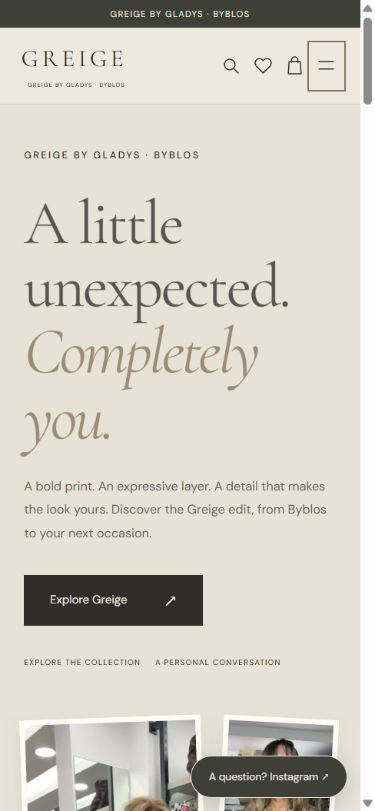 GREIGE BY GLADYS · BYBLOS
GREIGE
GREIGE BY GLADYS · BYBLOS
GREIGE BY GLADYS · BYBLOS
A little
unexpected.
Completely
you.
A bold print. An expressive layer. A detail that makes
the look yours. Discover the Greige edit, from Byblos
to your next occasion.
Explore Greige ↗
EXPLORE THE COLLECTION A PERSONAL CONVERSATION
A question? Instagram ↗